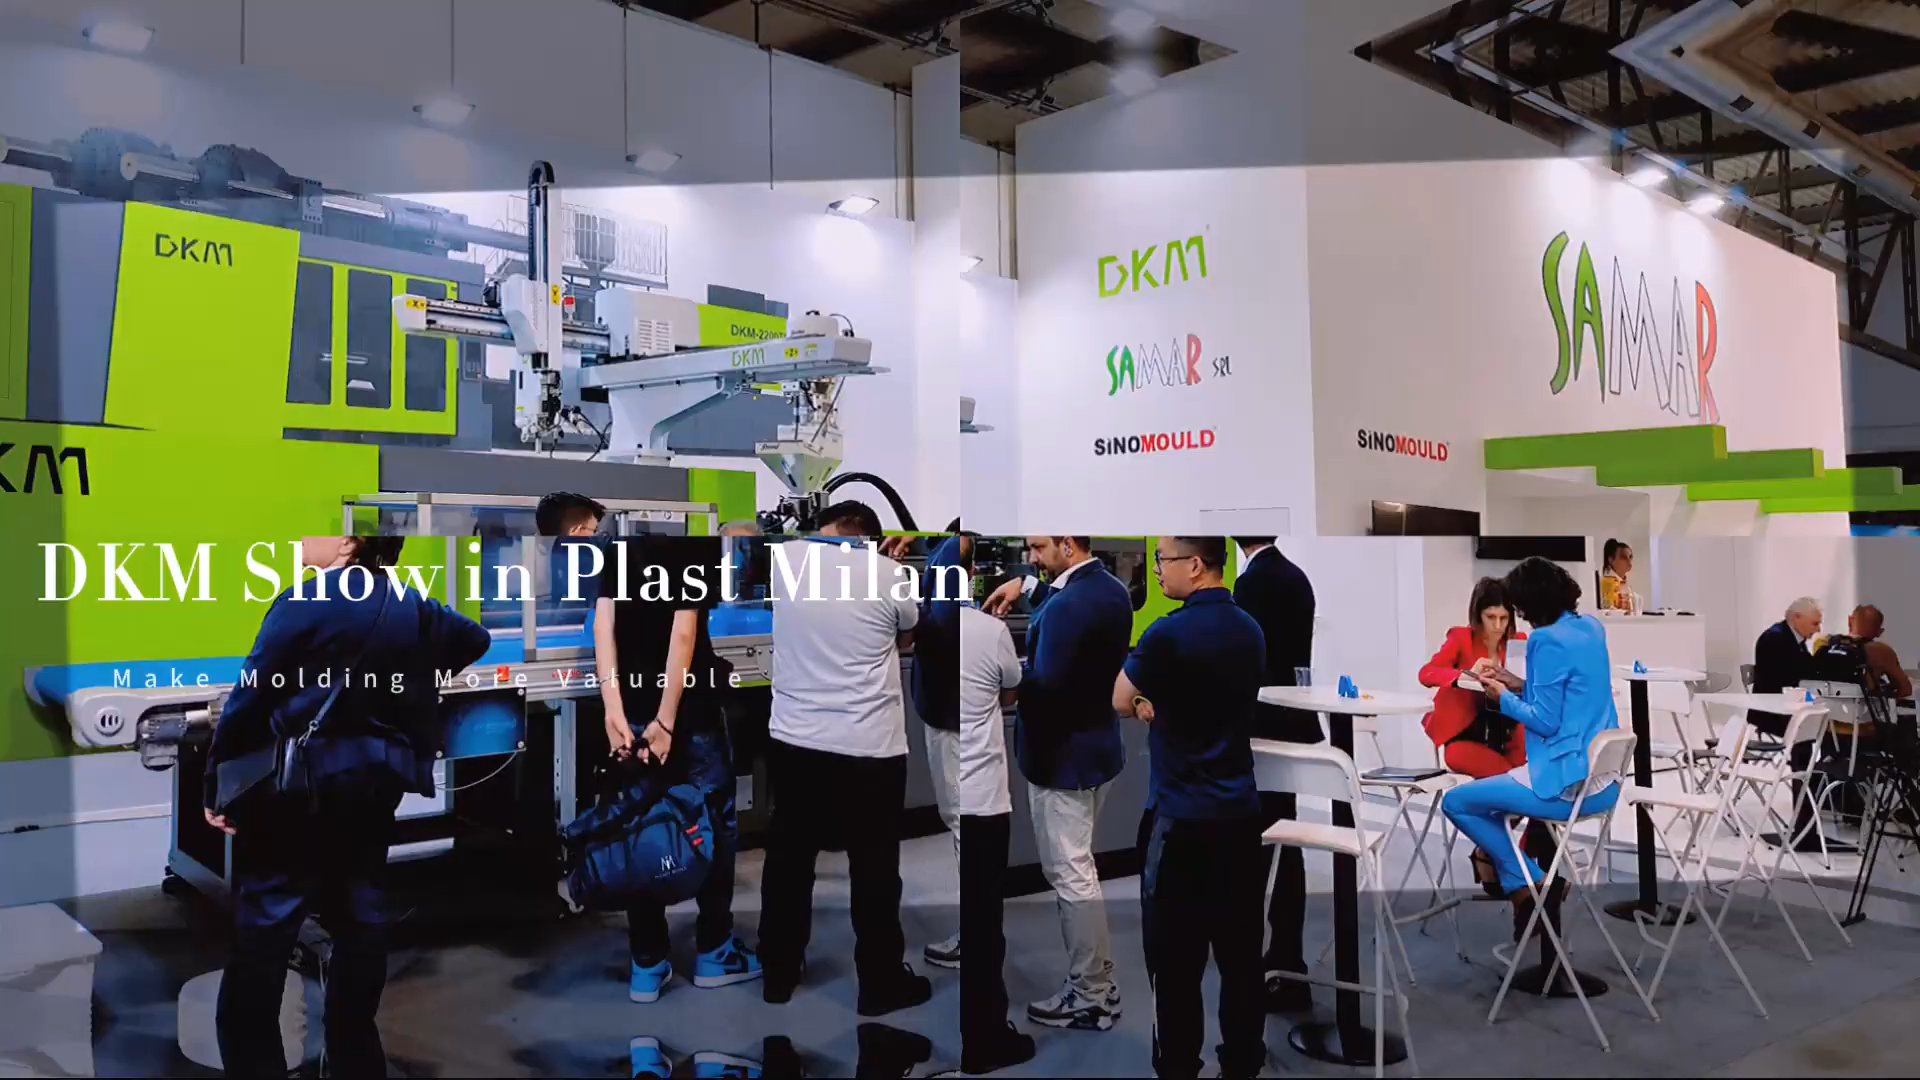 DKM
DKM-2200
DKM
DKM
SAMAR SRL
SINOMOULD
SAMAR
SINOMOULD
KM
DKM Show in Plast Milan
Make Molding More Valuable